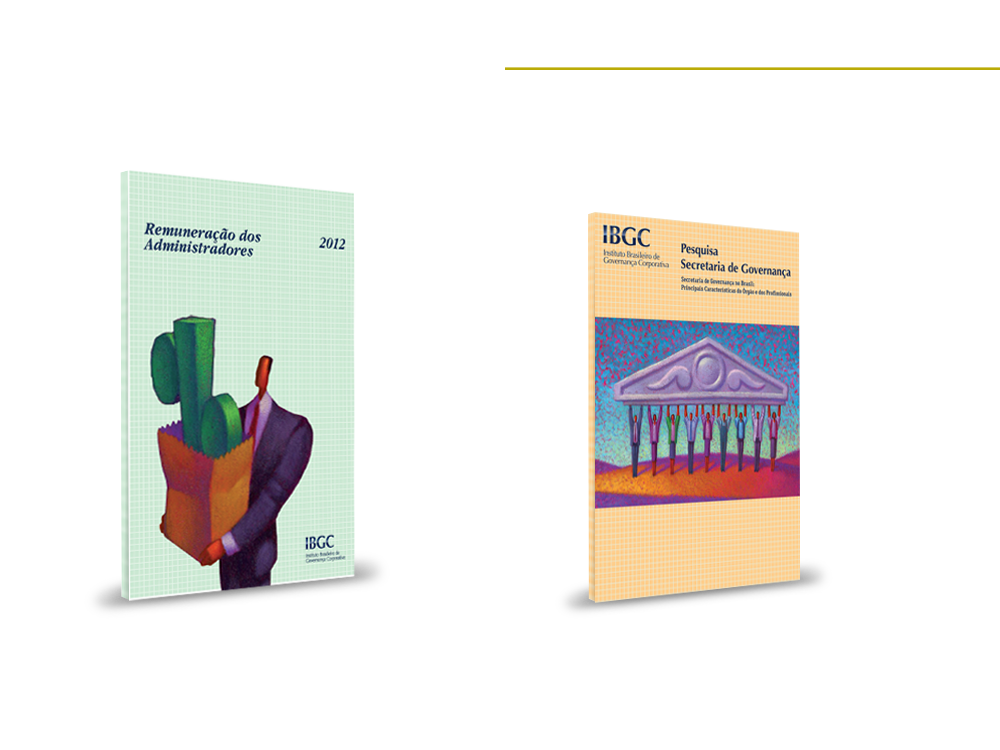 Remuneração dos
Administradores
2012
IBGC
Instituto Brasileiro de
Governança Corporativa
IBGC
Instituto Brasileiro de
Governança Corporativa
Pesquisa
Secretaria de Governança
Secretaria de Governança no Brasil:
Principais Características do Órgão e dos Profissionais